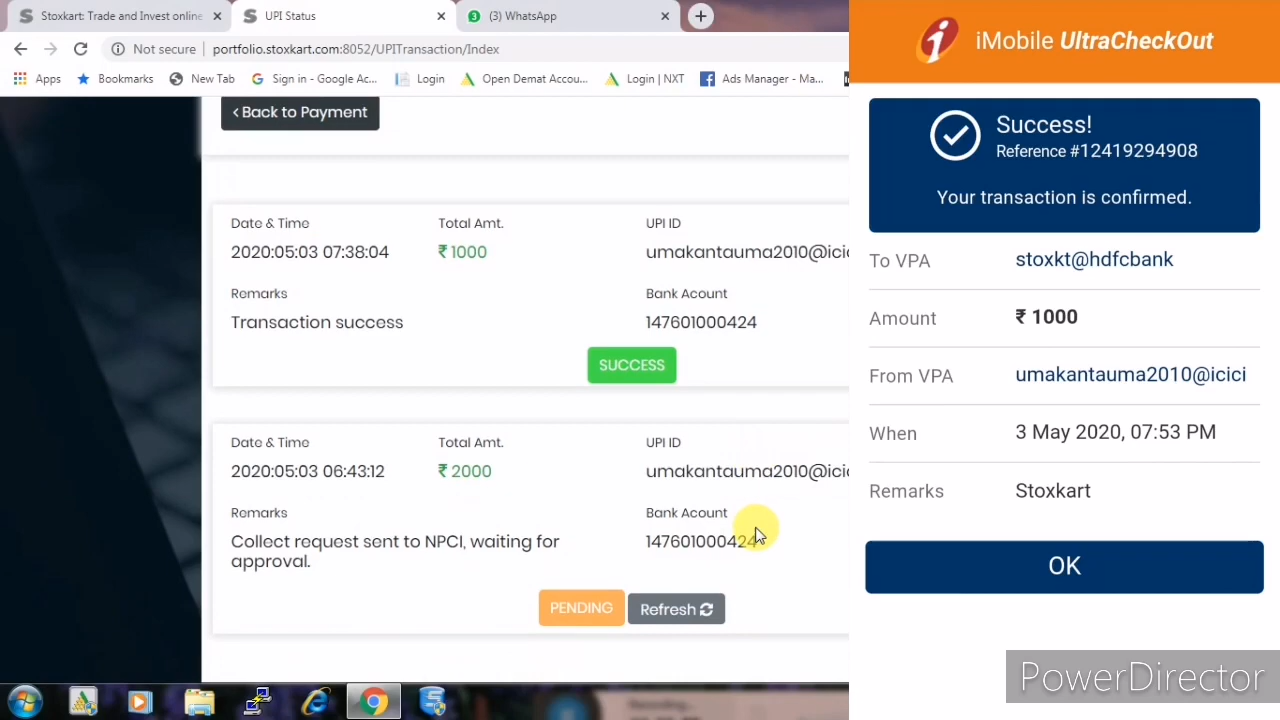 Stoxkart: Trade and Invest online
UPI Status
(3) WhatsApp
Not secure
portfolio.stoxkart.com:8052/UPITransaction/Index
Apps
Bookmarks
New Tab
Sign in - Google Ac...
Login
Open Demat Accou...
Login | NXT
Ads Manager - Ma...
Back to Payment
Date & Time
Total Amt.
UPI ID
2020:05:03 07:38:04
₹ 1000
umakantauma2010@ici
Remarks
Bank Acount
Transaction success
147601000424
SUCCESS
Date & Time
Total Amt.
UPI ID
2020:05:03 06:43:12
₹ 2000
umakantauma2010@ici
Remarks
Bank Acount
Collect request sent to NPCI, waiting for
approval.
147601000424
PENDING
Refresh
iMobile UltraCheckOut
Success!
Reference #12419294908
Your transaction is confirmed.
To VPA
stoxkt@hdfcbank
Amount
₹ 1000
From VPA
umakantauma2010@icici
When
3 May 2020, 07:53 PM
Remarks
Stoxkart
OK
PowerDirector